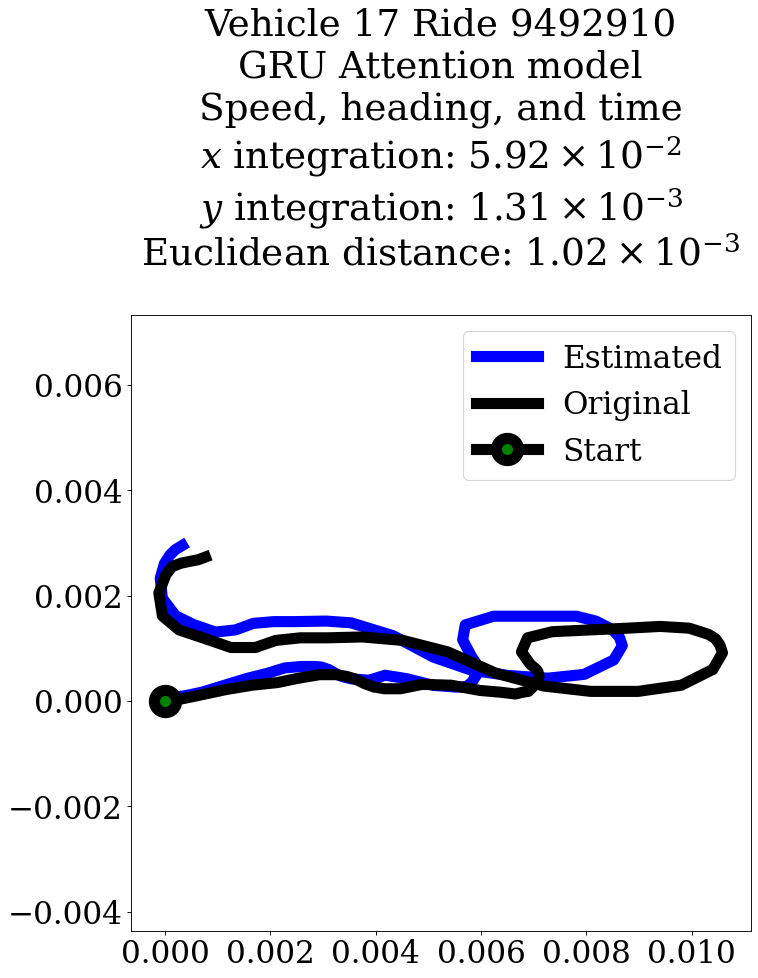 Vehicle 17 Ride 9492910
GRU Attention model
Speed, heading, and time
x integration: 5.92 × 10⁻²
y integration: 1.31 × 10⁻³
Euclidean distance: 1.02 × 10⁻³
Estimated
Original
Start
0.006
0.004
0.002
0.000
−0.002
−0.004
0.000 0.002 0.004 0.006 0.008 0.010